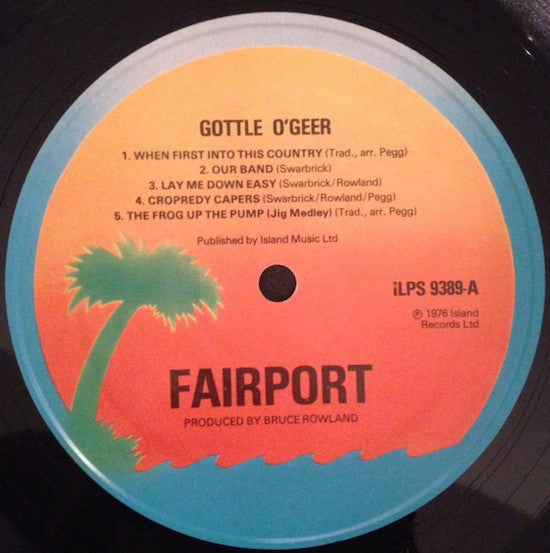 GOTTLE O'GEER
1. WHEN FIRST INTO THIS COUNTRY (Trad., arr. Pegg)
2. OUR BAND (Swarbrick)
3. LAY ME DOWN EASY (Swarbrick/Rowland)
4. CROPREDY CAPERS (Swarbrick/Rowland/Pegg)
5. THE FROG UP THE PUMP (Jig Medley) (Trad., arr. Pegg)
Published by Island Music Ltd
iLPS 9389-A
℗ 1976 Island
Records Ltd
FAIRPORT
PRODUCED BY BRUCE ROWLAND